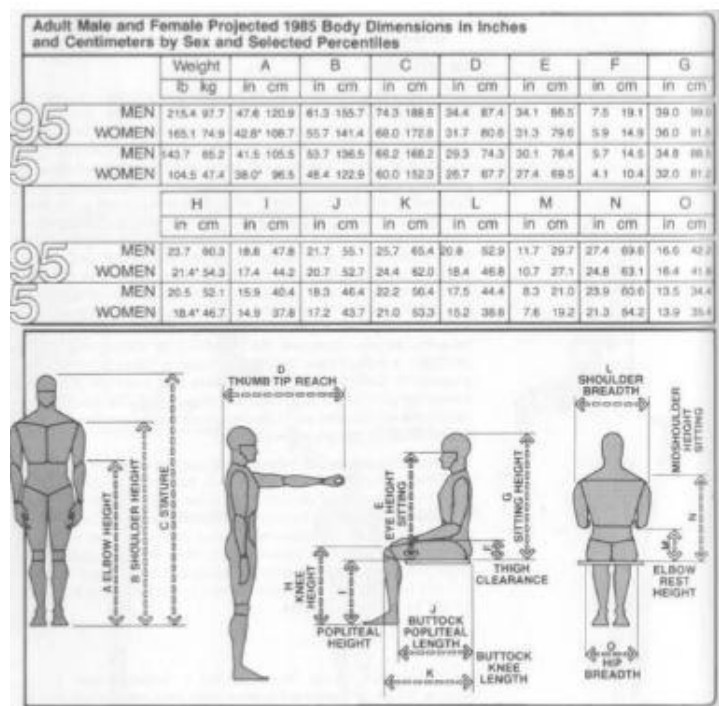 Adult Male and Female Projected 1985 Body Dimensions in Inches
and Centimeters by Sex and Selected Percentiles
Weight A B C D E F G
lb kg in cm in cm in cm in cm in cm in cm in cm
95 MEN 215.4 97.7 47.6 120.9 61.3 155.7 74.3 188.6 34.4 87.4 34.1 86.5 7.5 19.1 39.0
WOMEN 165.1 74.9 42.8* 108.7 55.7 141.4 68.0 172.8 31.7 80.6 31.3 79.6 5.9 14.9 36.0
5 MEN 143.7 65.2 41.5 105.5 53.7 136.5 66.2 168.2 29.3 74.3 30.1 76.4 5.7 14.5 34.8
WOMEN 104.5 47.4 38.0* 96.5 48.4 122.9 60.0 152.3 26.7 67.7 27.4 69.5 4.1 10.4 32.0 81.2
H I J K L M N O
in cm in cm in cm in cm in cm in cm in cm in cm
95 MEN 23.7 60.3 18.8 47.8 21.7 55.1 25.7 65.4 20.8 52.9 11.7 29.7 27.4 69.6 16.6
WOMEN 21.4* 54.3 17.4 44.2 20.7 52.7 24.4 62.0 18.4 46.8 10.7 27.1 24.8 63.1 16.4
5 MEN 20.5 52.1 15.9 40.4 18.3 46.4 22.2 56.4 17.5 44.4 8.3 21.0 23.9 60.6 13.5 34.4
WOMEN 18.4* 46.7 14.9 37.8 17.2 43.7 21.0 53.3 15.2 38.6 7.6 19.2 21.3 54.2 13.9
A ELBOW HEIGHT
B SHOULDER HEIGHT
C STATURE
D
THUMB TIP REACH
H
KNEE
HEIGHT
I
POPLITEAL
HEIGHT
E
EYE HEIGHT
SITTING
G
SITTING HEIGHT
F
THIGH
CLEARANCE
J
BUTTOCK
POPLITEAL
LENGTH
K
BUTTOCK
KNEE
LENGTH
L
SHOULDER
BREADTH
MIDSHOULDER
HEIGHT
SITTING
N
M
ELBOW
REST
HEIGHT
O
HIP
BREADTH